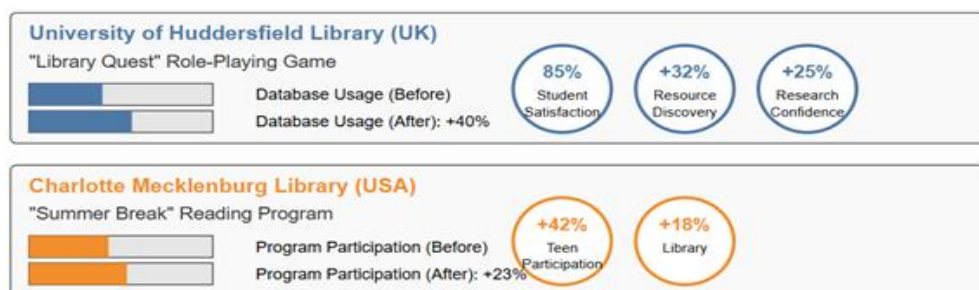 University of Huddersfield Library (UK)
"Library Quest" Role-Playing Game
Database Usage (Before)
Database Usage (After): +40%
85%
Student
Satisfaction
+32%
Resource
Discovery
+25%
Research
Confidence
Charlotte Mecklenburg Library (USA)
"Summer Break" Reading Program
Program Participation (Before)
Program Participation (After): +23%
+42%
Teen
Participation
+18%
Library